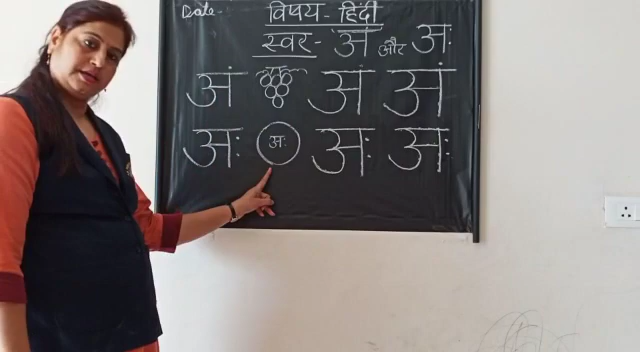 Date-
विषय- हिंदी
स्वर- अं और अः
अं अं अं
अः अः अः अः